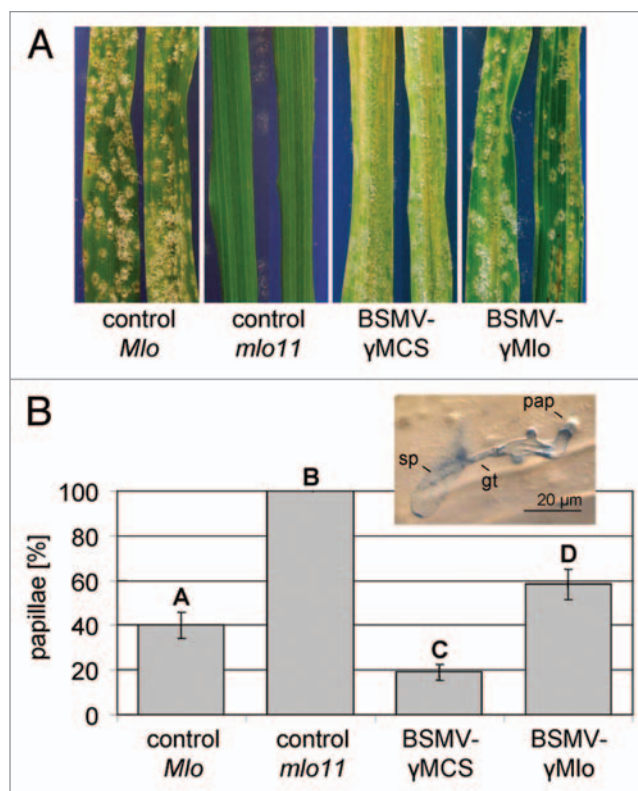 A
control Mlo
control mlo11
BSMV-γMCS
BSMV-γMlo
B
pap
sp
gt
20 µm
papillae [%]
100
80
60
40
20
0
A
B
C
D
control Mlo
control mlo11
BSMV-γMCS
BSMV-γMlo